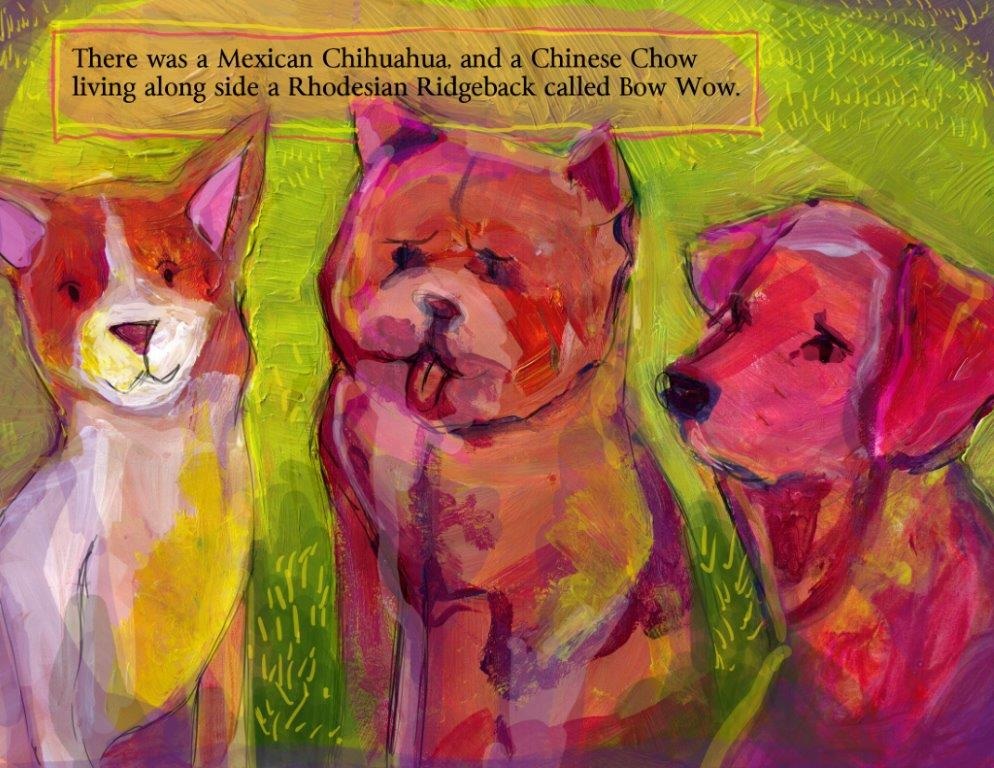 There was a Mexican Chihuahua, and a Chinese Chow
living along side a Rhodesian Ridgeback called Bow Wow.